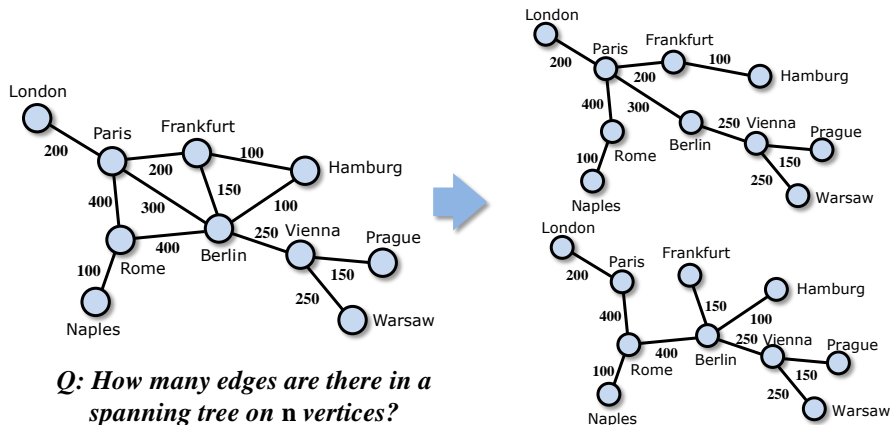 London
200
Paris
Frankfurt
200
100
Hamburg
400
300
150
100
Rome
400
Berlin
250
Vienna
Prague
150
100
Naples
250
Warsaw
Q: How many edges are there in a
spanning tree on n vertices?
London
200
Paris
Frankfurt
200
100
Hamburg
400
300
Berlin
250
Vienna
Prague
150
Rome
100
Naples
250
Warsaw
London
200
Paris
Frankfurt
150
Hamburg
100
400
Rome
400
Berlin
250
Vienna
Prague
150
100
Naples
250
Warsaw